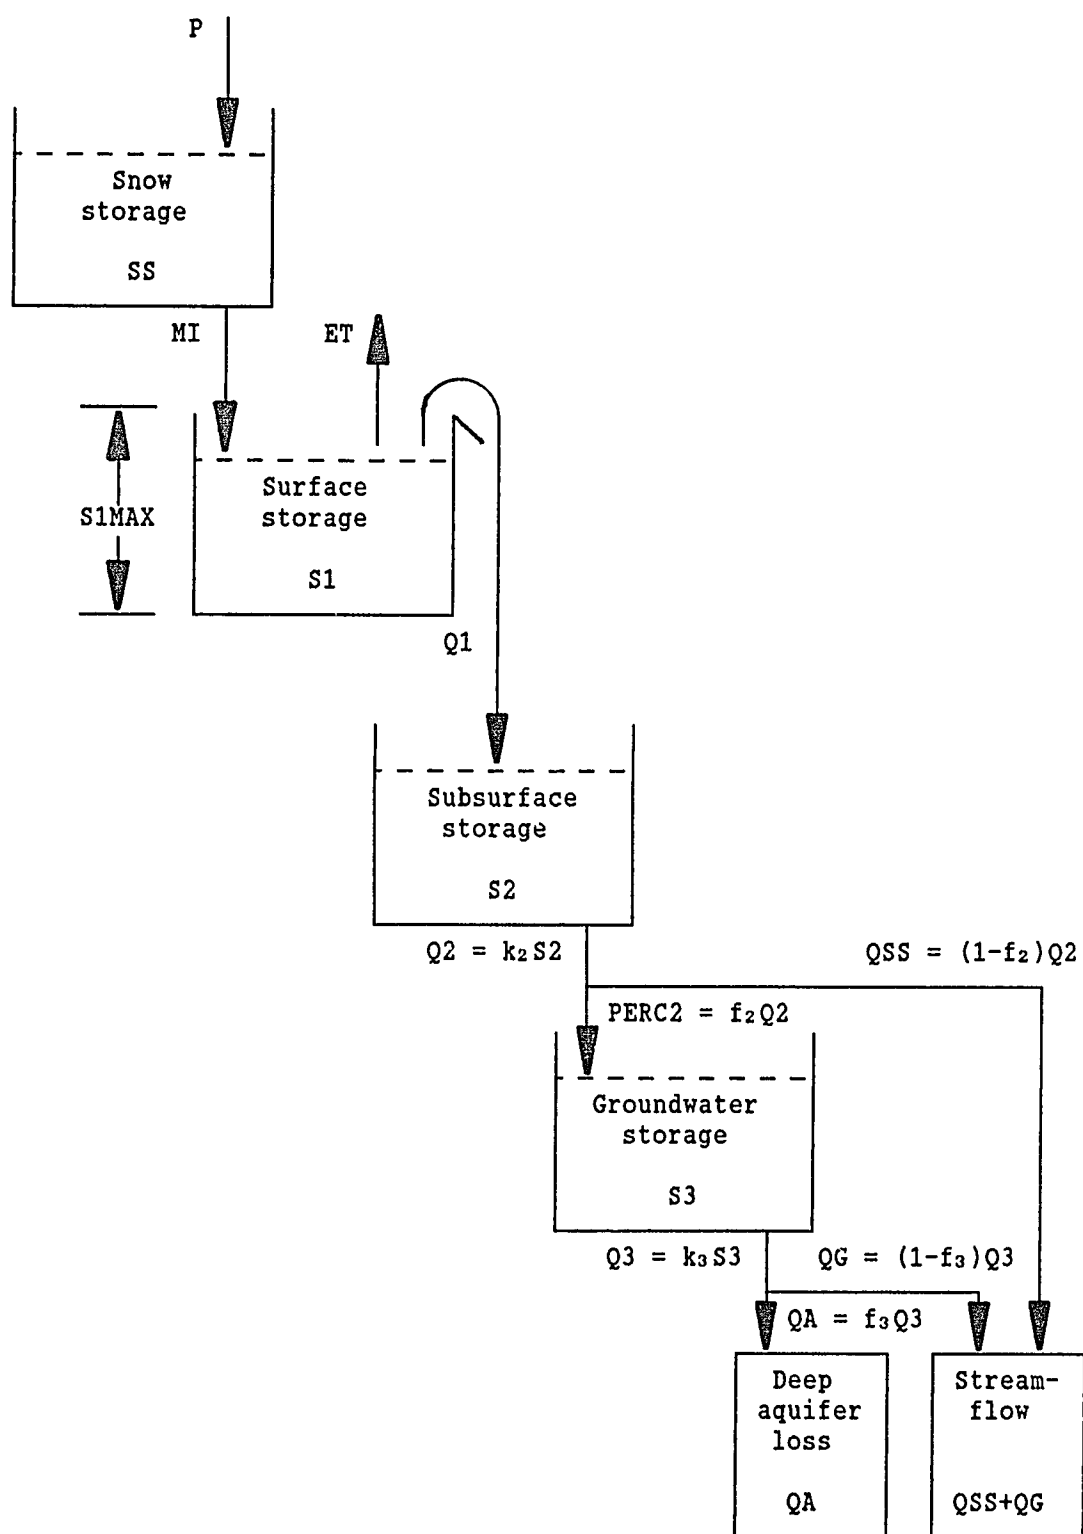 P
Snow
storage
SS
MI
ET
S1MAX
Surface
storage
S1
Q1
Subsurface
storage
S2
Q2 = k₂S2
QSS = (1-f₂)Q2
PERC2 = f₂Q2
Groundwater
storage
S3
Q3 = k₃S3
QG = (1-f₃)Q3
QA = f₃Q3
Deep
aquifer
loss
QA
Stream-
flow
QSS+QG